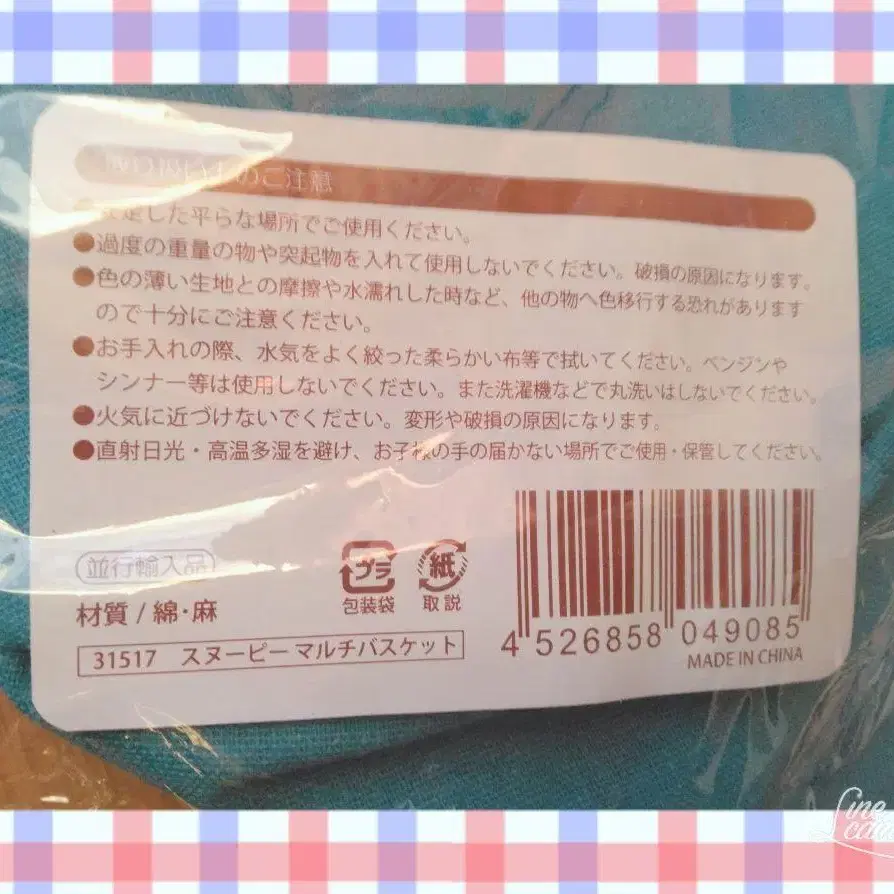 のご注意
した平らな場所でご使用ください。
●過度の重量の物や突起物を入れて使用しないでください。破損の原因になります。
●色の薄い生地との摩擦や水濡れした時など、他の物へ色移行する恐れがあります
ので十分にご注意ください。
●お手入れの際、水気をよく絞った柔らかい布等で拭いてください。ベンジンや
シンナー等は使用しないでください。また洗濯機などで丸洗いはしないでください。
●火気に近づけないでください。変形や破損の原因になります。
●直射日光・高温多湿を避け、お子様の手の届かない場所でご使用・保管してください。
並行輸入品
プラ
包装袋
紙
取説
材質 / 綿・麻
31517 スヌーピー マルチバスケット
4 526858 049085
MADE IN CHINA